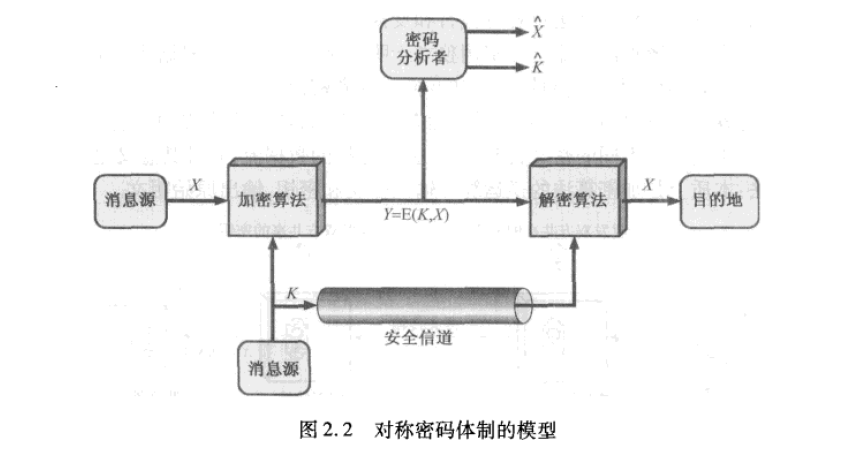 密码
分析者
X̂
K̂
消息源
X
加密算法
Y=E(K,X)
解密算法
X
目的地
K
安全信道
消息源
图2.2 对称密码体制的模型